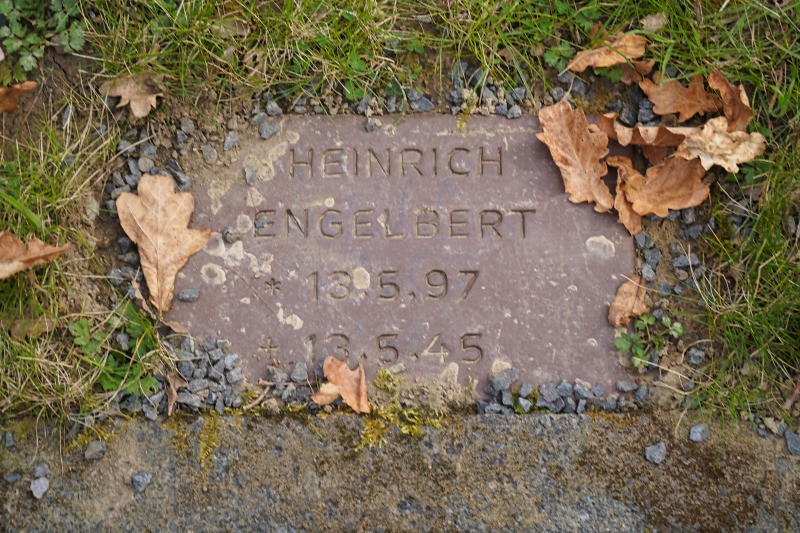 HEINRICH
ENGELBERT
* 13.5.97
+ 13.5.45